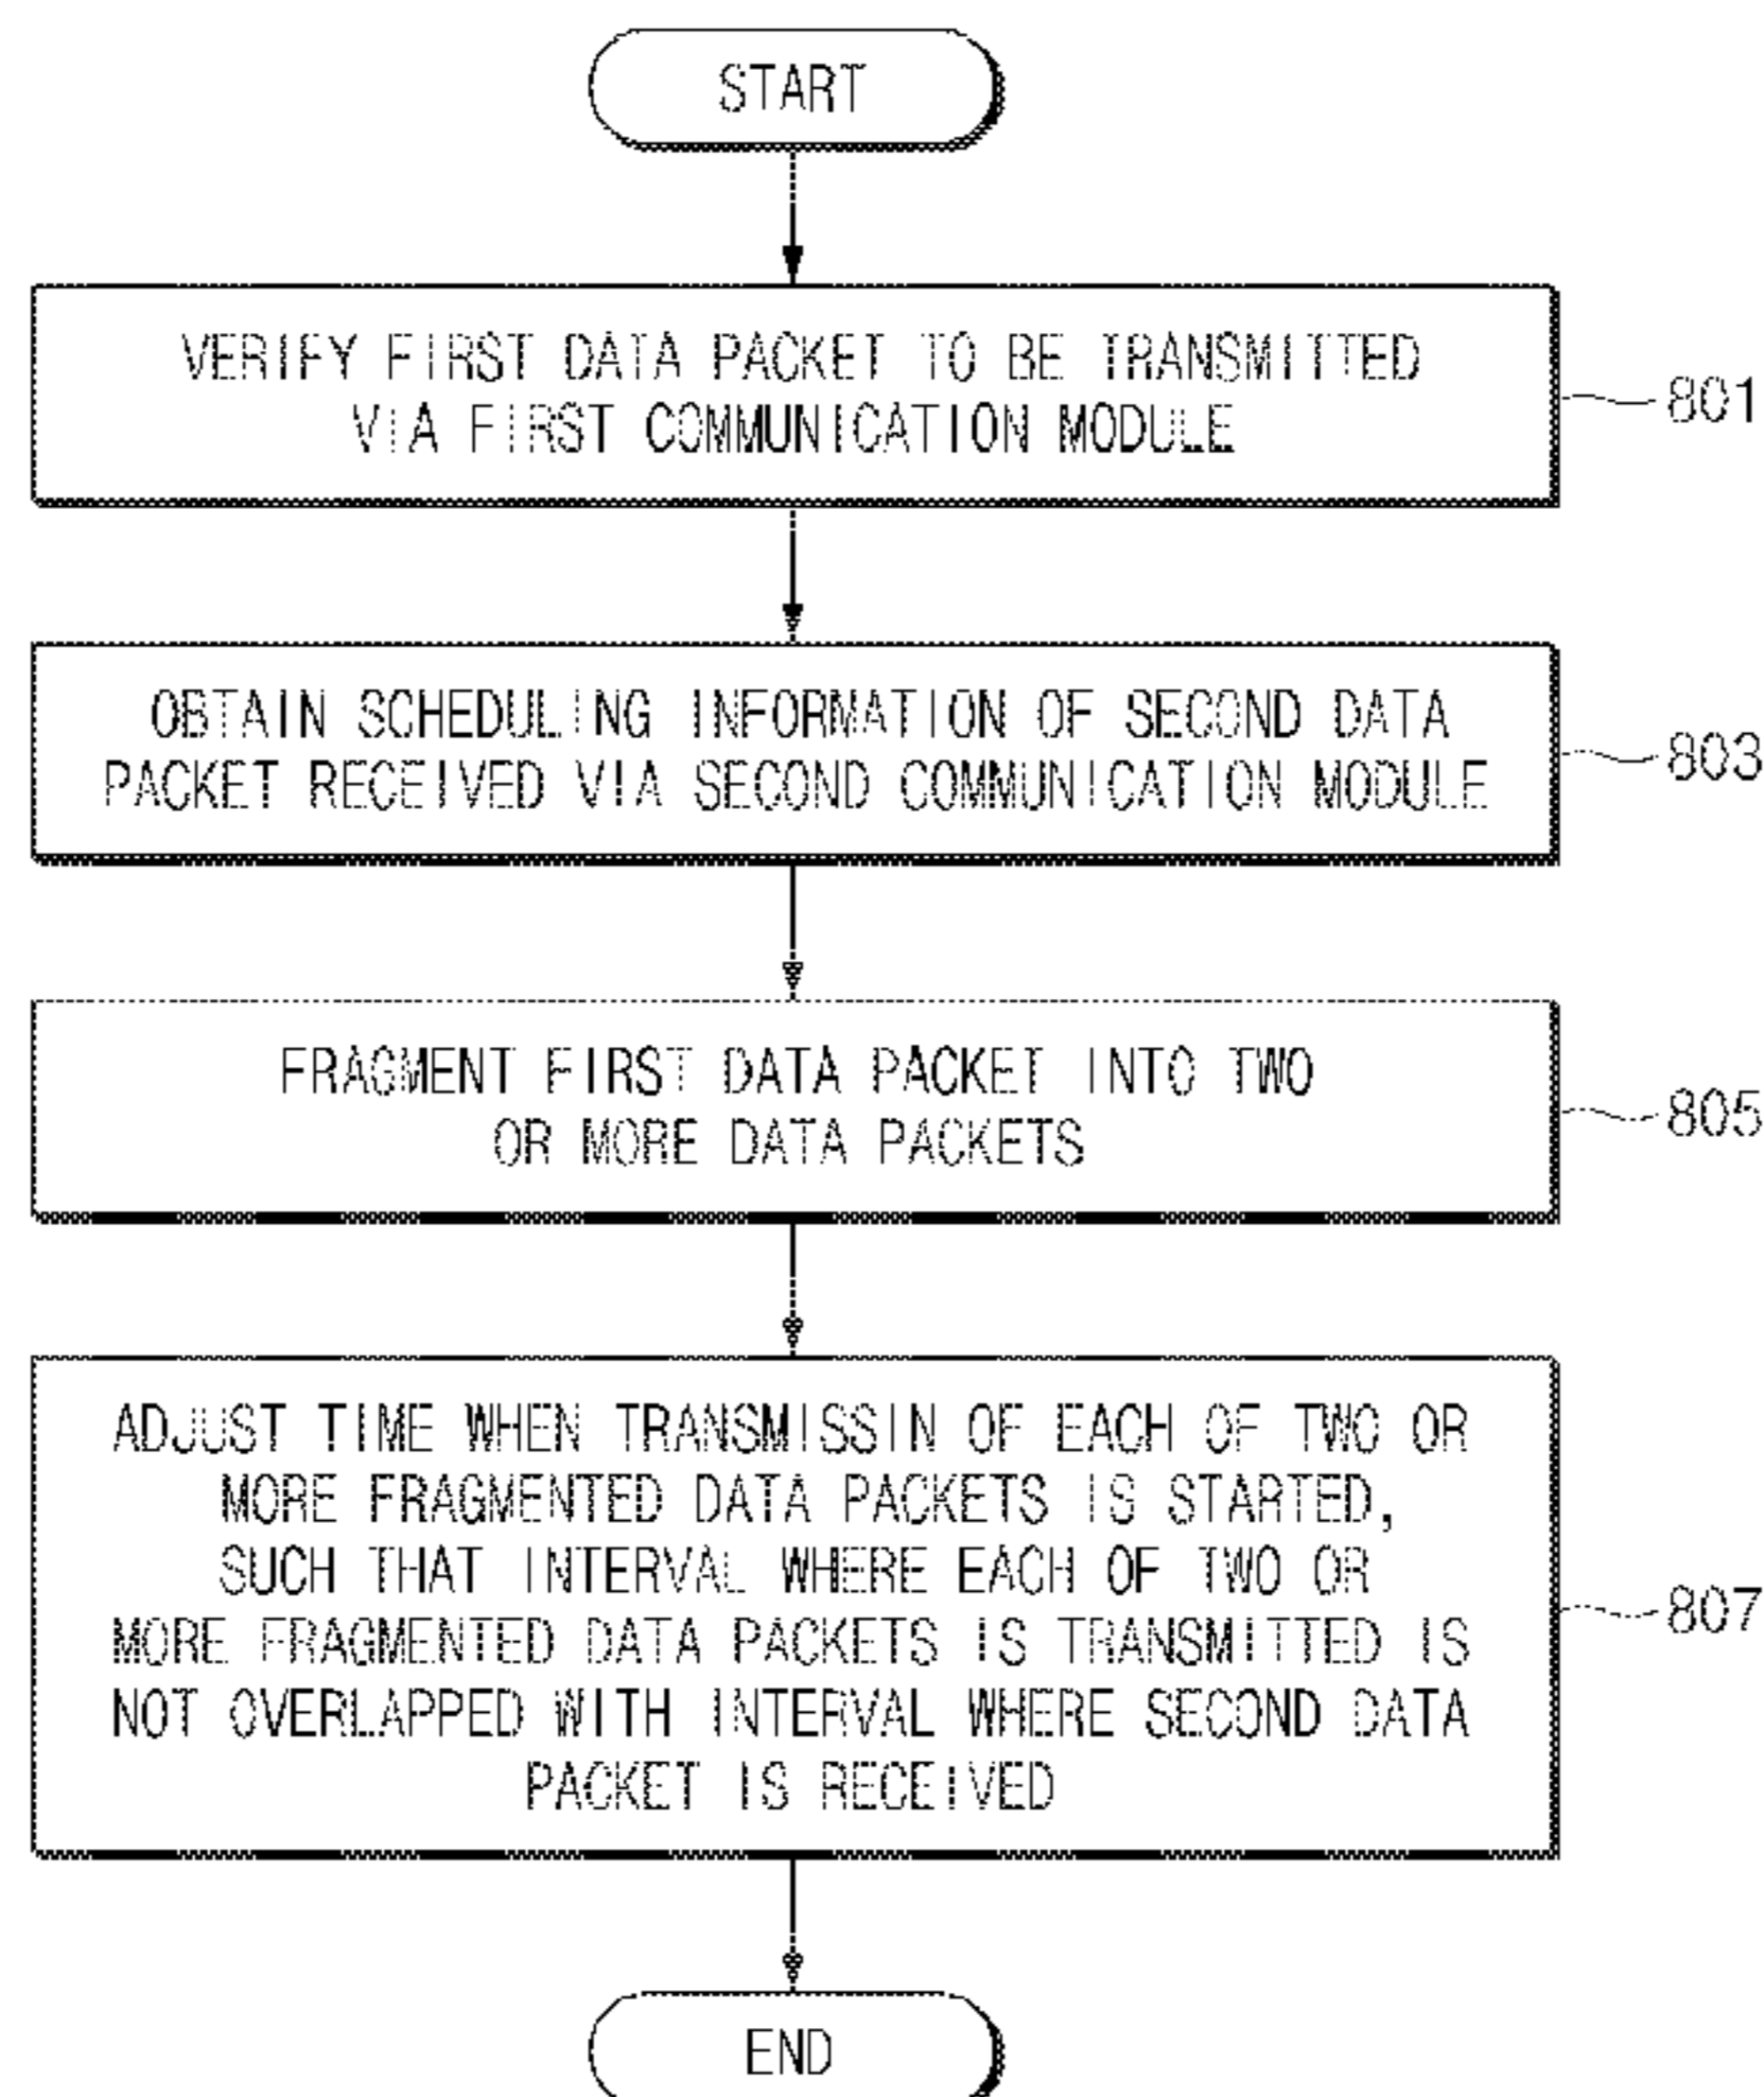 START
VERIFY FIRST DATA PACKET TO BE TRANSMITTED
VIA FIRST COMMUNICATION MODULE
801
OBTAIN SCHEDULING INFORMATION OF SECOND DATA
PACKET RECEIVED VIA SECOND COMMUNICATION MODULE
803
FRAGMENT FIRST DATA PACKET INTO TWO
OR MORE DATA PACKETS
805
ADJUST TIME WHEN TRANSMISSIN OF EACH OF TWO OR
MORE FRAGMENTED DATA PACKETS IS STARTED,
SUCH THAT INTERVAL WHERE EACH OF TWO OR
MORE FRAGMENTED DATA PACKETS IS TRANSMITTED IS
NOT OVERLAPPED WITH INTERVAL WHERE SECOND DATA
PACKET IS RECEIVED
807
END